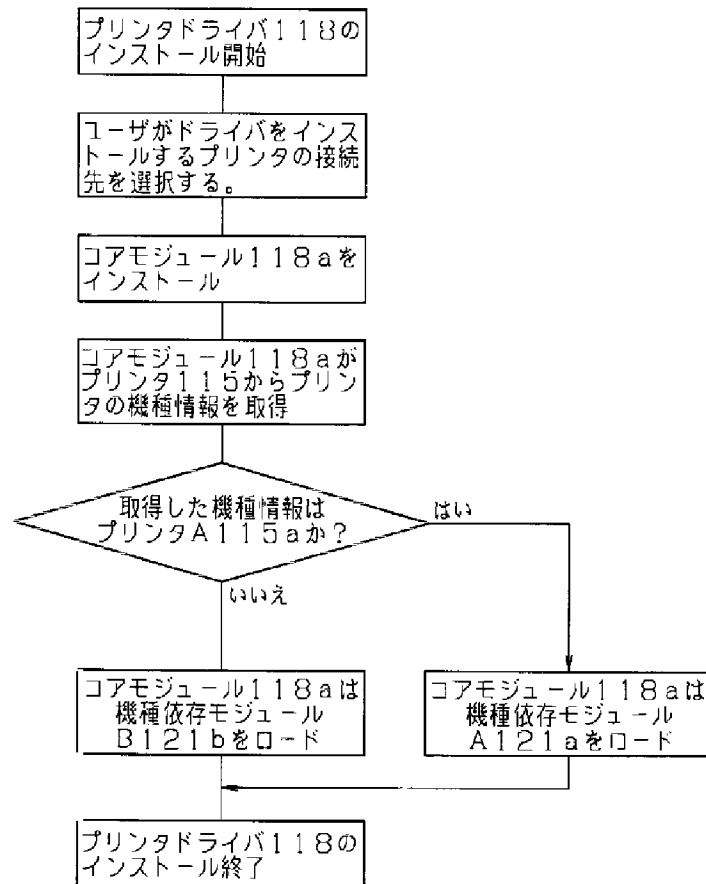 プリンタドライバ１１８の
インストール開始
ユーザがドライバをインス
トールするプリンタの接続
先を選択する。
コアモジュール１１８ａを
インストール
コアモジュール１１８ａが
プリンタ１１５からプリン
タの機種情報を取得
取得した機種情報は
プリンタＡ１１５ａか？
はい
いいえ
コアモジュール１１８ａは
機種依存モジュール
Ｂ１２１ｂをロード
コアモジュール１１８ａは
機種依存モジュール
Ａ１２１ａをロード
プリンタドライバ１１８の
インストール終了